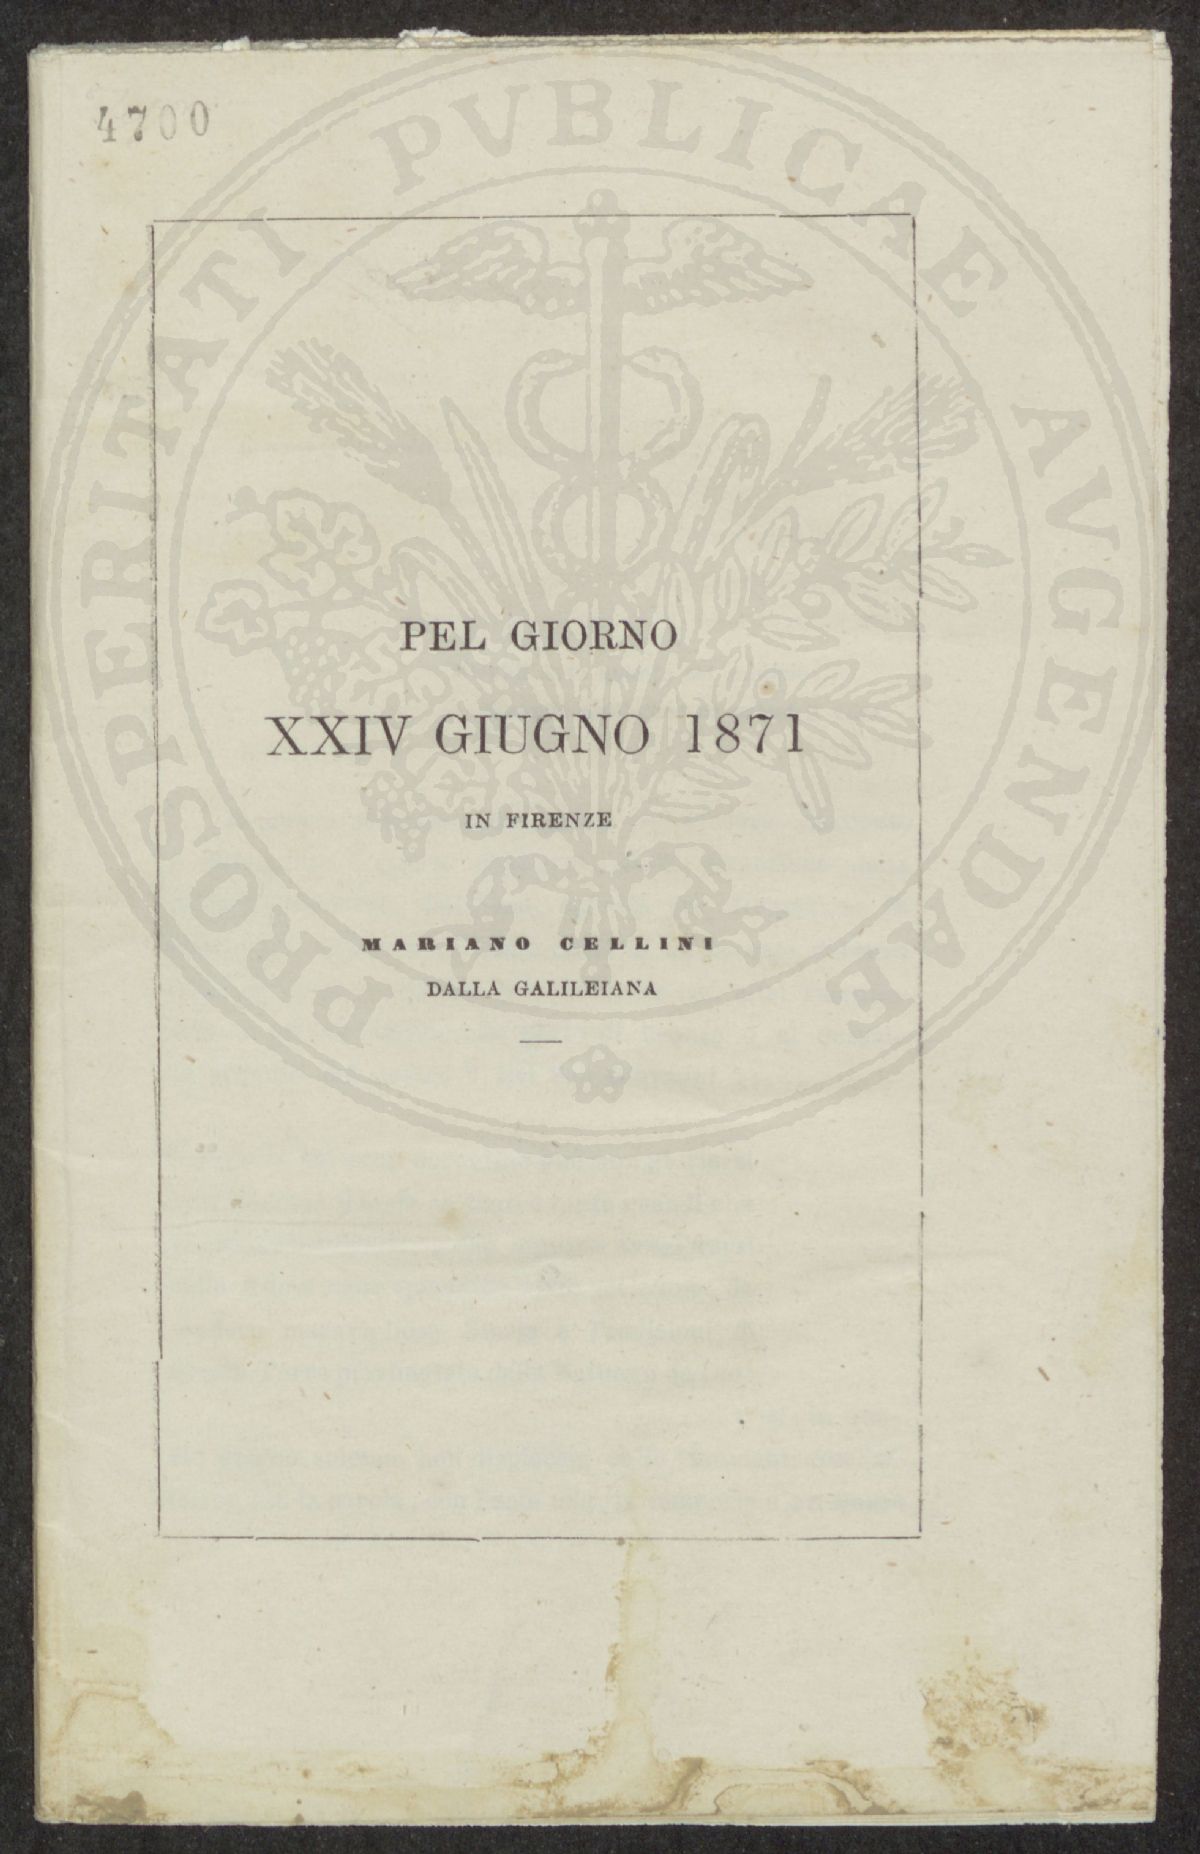 4700
PROSPERITATI PVBLICAE AVGENDAE
PEL GIORNO
XXIV GIUGNO 1871
IN FIRENZE
MARIANO CELLINI
DALLA GALILEIANA